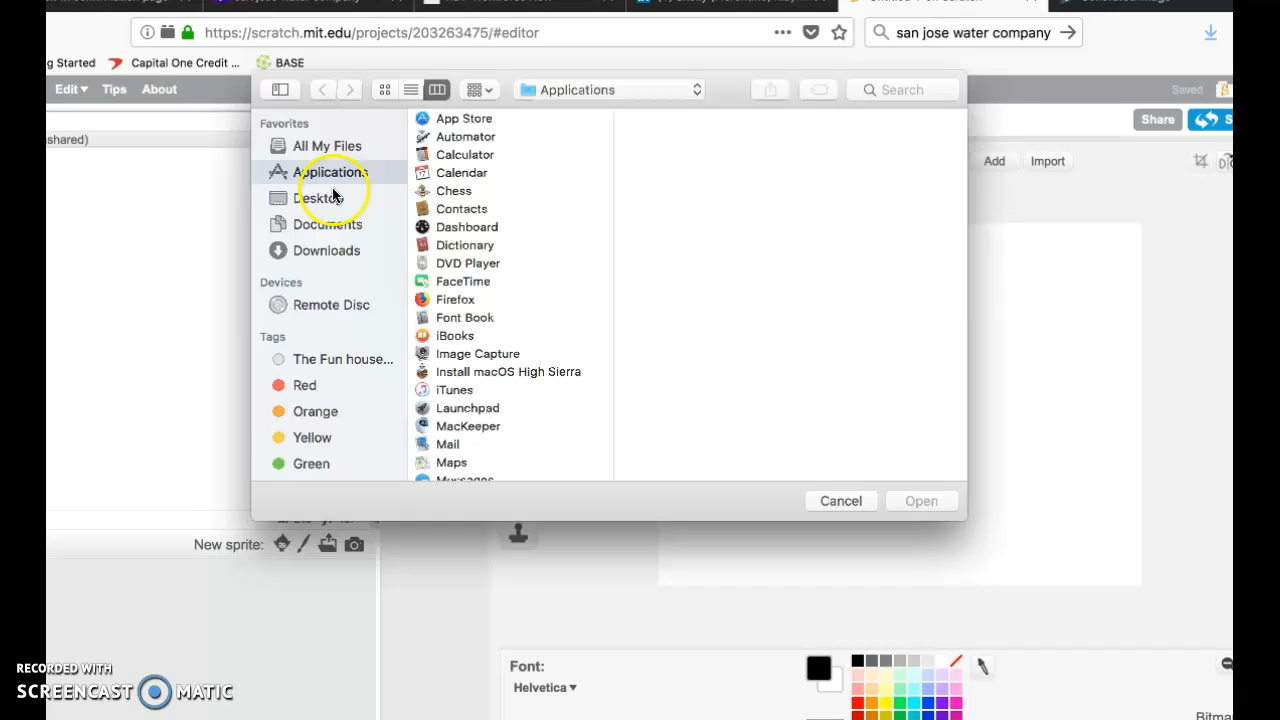 https://scratch.mit.edu/projects/203263475/#editor
san jose water company
g Started
Capital One Credit ...
BASE
Edit
Tips
About
Applications
Search
Saved
shared)
Favorites
All My Files
Applications
Desktop
Documents
Downloads
Devices
Remote Disc
Tags
The Fun house...
Red
Orange
Yellow
Green
App Store
Automator
Calculator
Calendar
Chess
Contacts
Dashboard
Dictionary
DVD Player
FaceTime
Firefox
Font Book
iBooks
Image Capture
Install macOS High Sierra
iTunes
Launchpad
MacKeeper
Mail
Maps
Messages
Cancel
Open
Share
S
Add
Import
New sprite:
Font:
Helvetica
Bitma
RECORDED WITH
SCREENCAST MATIC